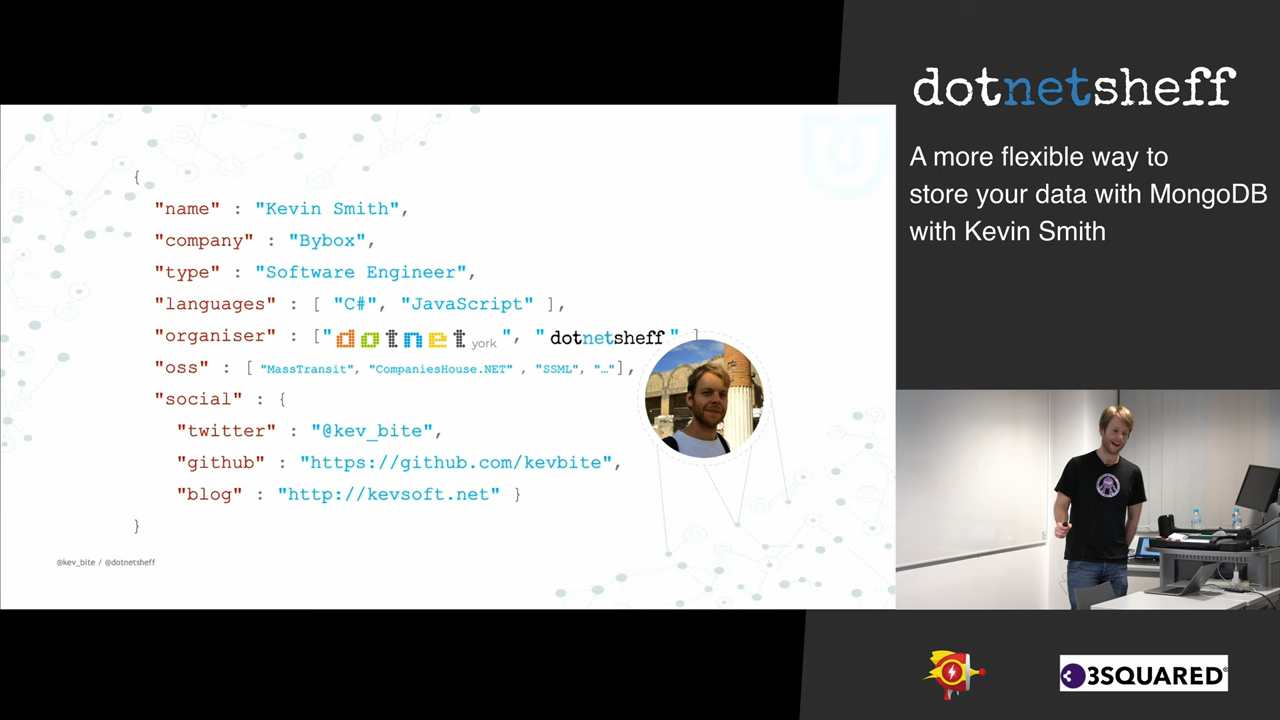 {
"name" : "Kevin Smith",
"company" : "Bybox",
"type" : "Software Engineer",
"languages" : [ "C#", "JavaScript" ],
"organiser" : ["dotnet york", "dotnetsheff" ]
"oss" : [ "MassTransit", "CompaniesHouse.NET" , "SSML", "…"],
"social" : {
"twitter" : "@kev_bite",
"github" : "https://github.com/kevbite",
"blog" : "http://kevsoft.net" }
}
@kev_bite / @dotnetsheff
dotnetsheff
A more flexible way to
store your data with MongoDB
with Kevin Smith
3SQUARED